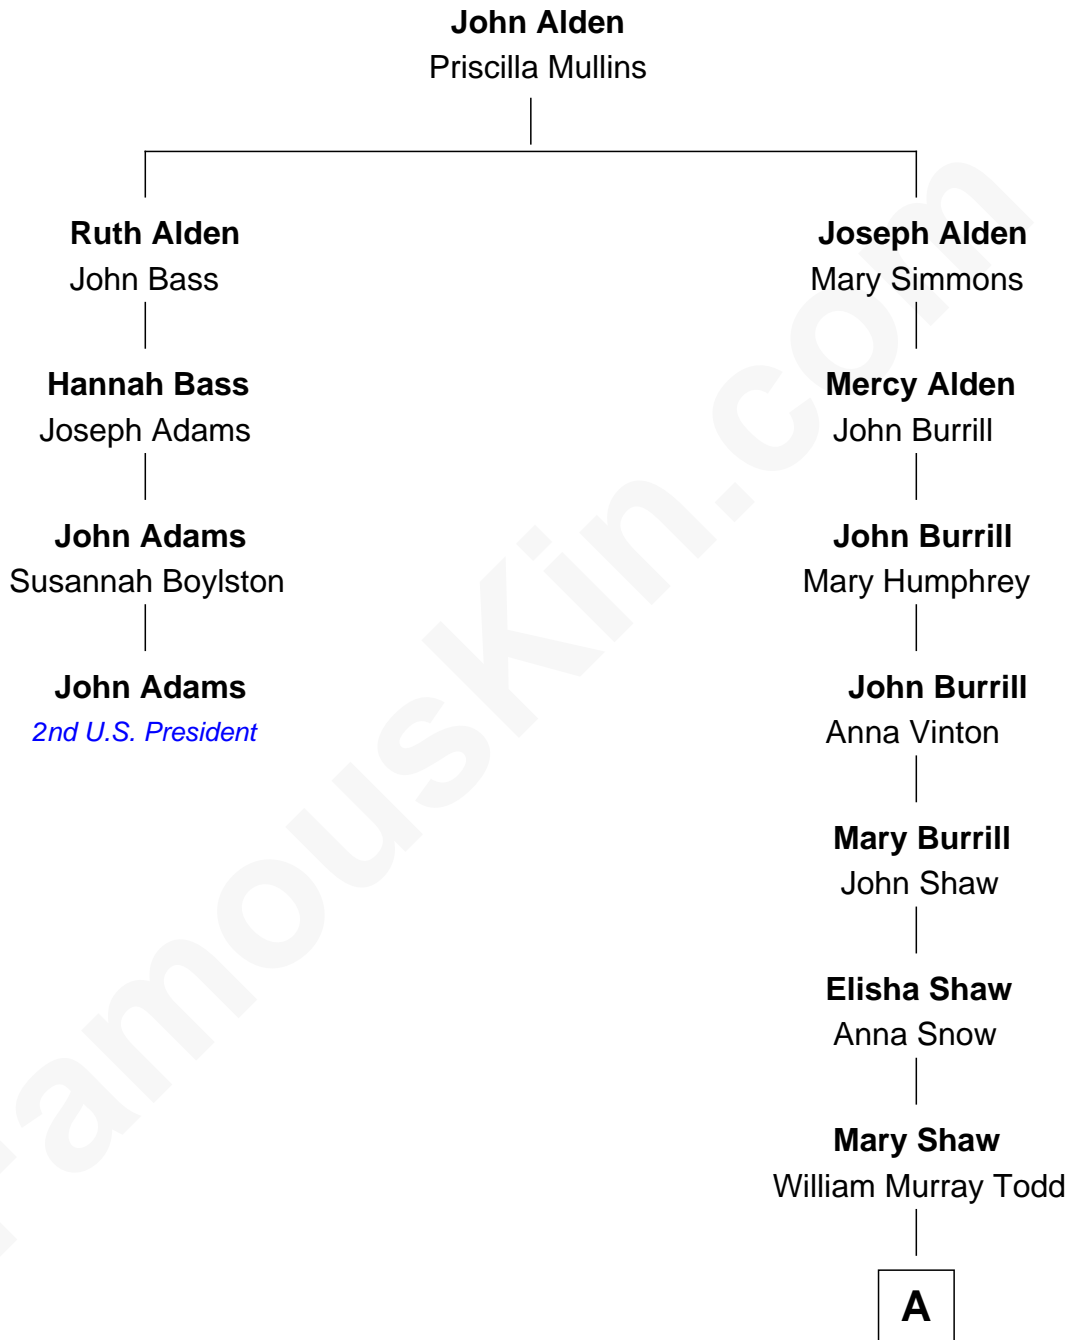 John Alden
Priscilla Mullins
Ruth Alden
John Bass
Hannah Bass
Joseph Adams
John Adams
Susannah Boylston
John Adams
2nd U.S. President
Joseph Alden
Mary Simmons
Mercy Alden
John Burrill
John Burrill
Mary Humphrey
John Burrill
Anna Vinton
Mary Burrill
John Shaw
Elisha Shaw
Anna Snow
Mary Shaw
William Murray Todd
A
FamousKin.com